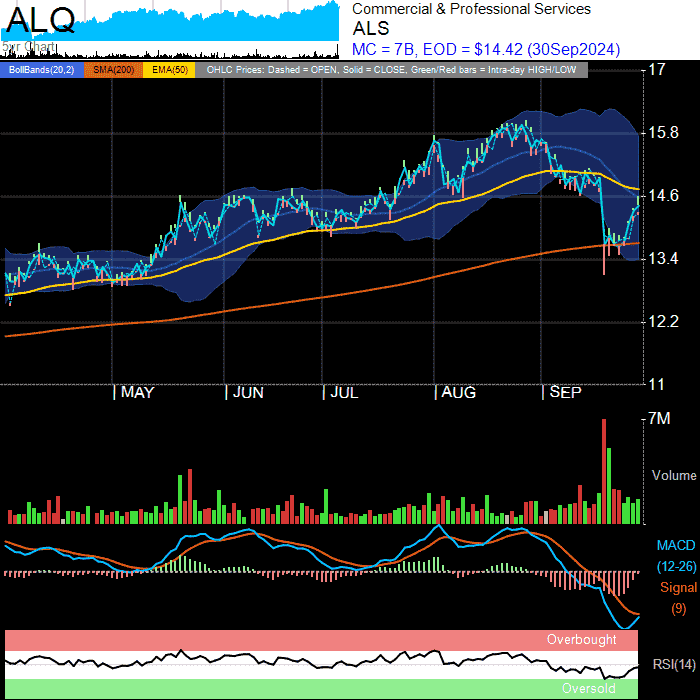 ALQ
Commercial & Professional Services
ALS
5yr Chart
MC = 7B, EOD = $14.42 (30Sep2024)
BollBands(20,2) SMA(200) EMA(50) OHLC Prices: Dashed = OPEN, Solid = CLOSE, Green/Red bars = Intra-day HIGH/LOW
17
15.8
14.6
13.4
12.2
11
MAY JUN JUL AUG SEP
7M
Volume
MACD
(12-26)
Signal
(9)
Overbought
RSI(14)
Oversold